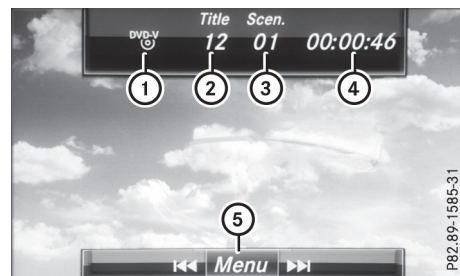 Title Scen.
DVD-V 12 01 00:00:46
1 2 3 4
5
Menu
P82.89-1585-31